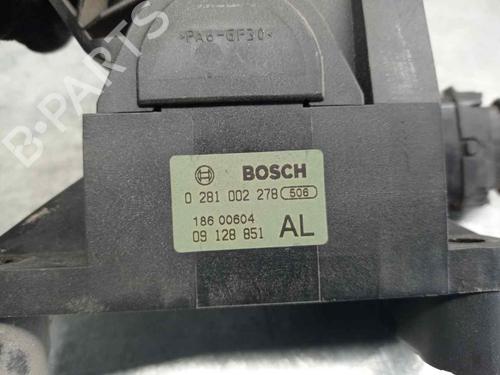 >PA6-GF30<
B-PARTS
BOSCH
0 281 002 278 506
186 00604
09 128 851 AL